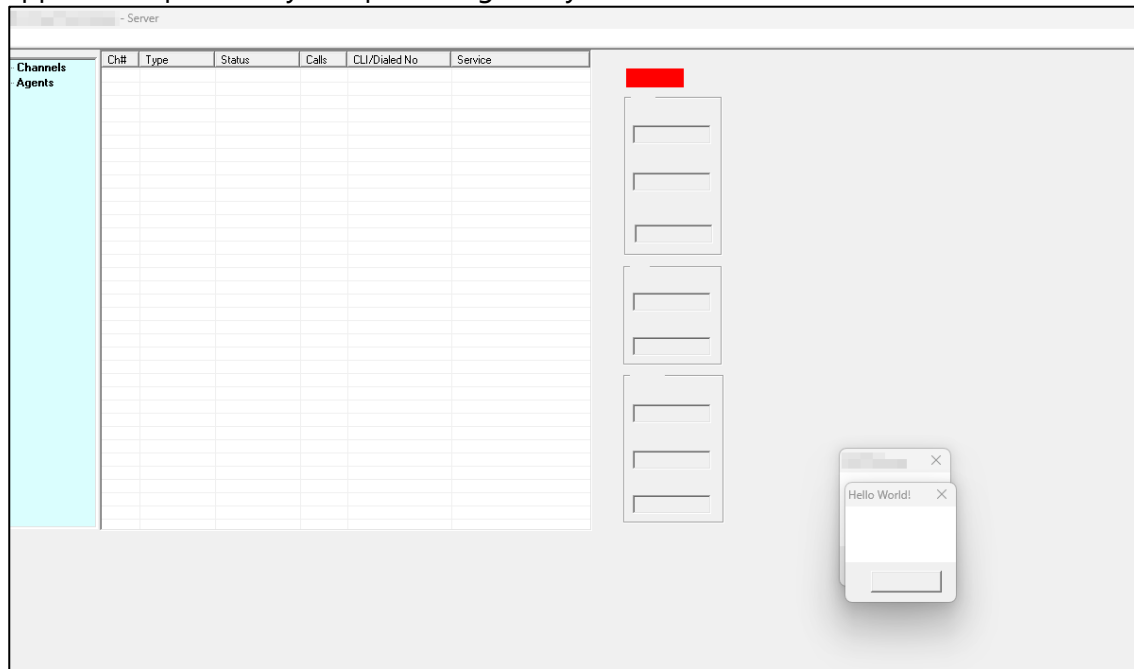 - Server
Channels
Agents
Ch# Type Status Calls CLI/Dialed No Service
Hello World!